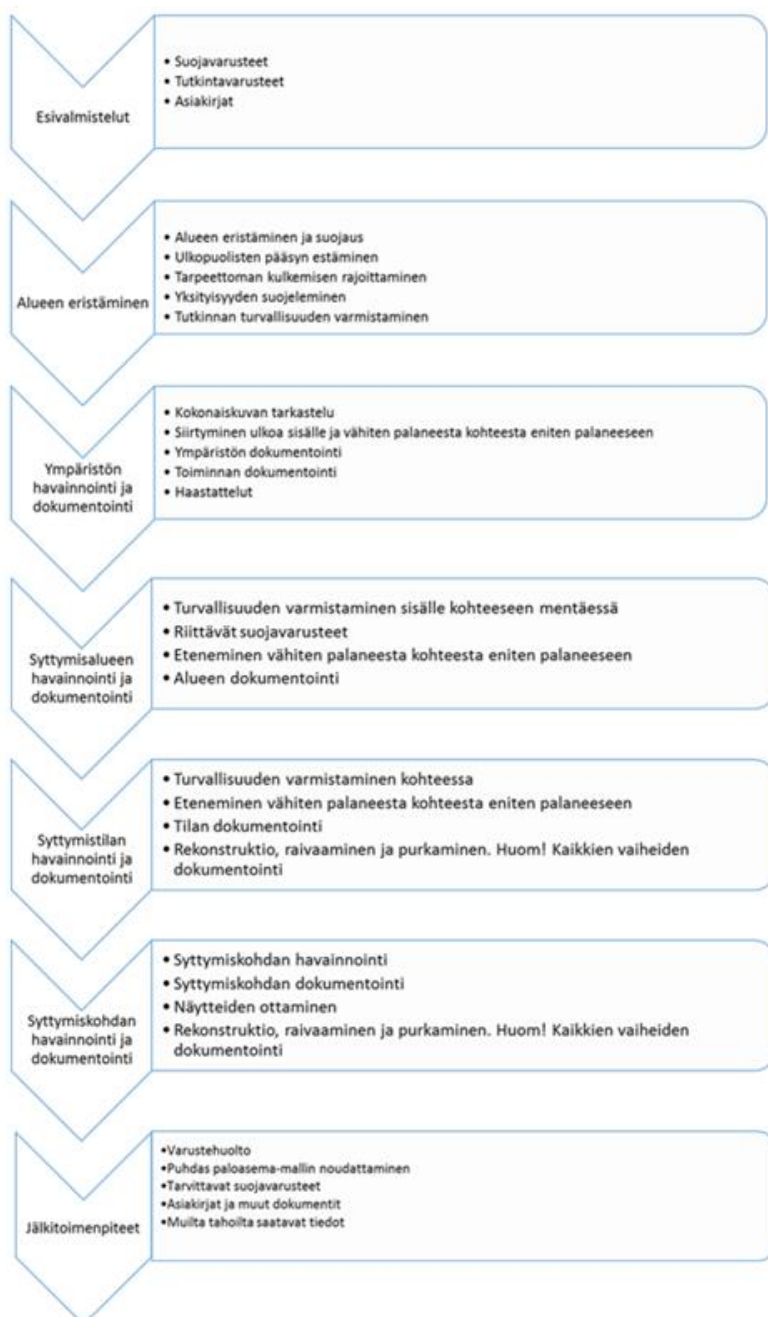 Esivalmistelut
• Suojavarusteet
• Tutkintavarusteet
• Asiakirjat
Alueen eristäminen
• Alueen eristäminen ja suojaus
• Ulkopuolisten pääsyn estäminen
• Tarpeettoman kulkemisen rajoittaminen
• Yksityisyyden suojeleminen
• Tutkinnan turvallisuuden varmistaminen
Ympäristön
havainnointi ja
dokumentointi
• Kokonaiskuvan tarkastelu
• Siirtyminen ulkoa sisälle ja vähiten palaneesta kohteesta eniten palaneeseen
• Ympäristön dokumentointi
• Toiminnan dokumentointi
• Haastattelut
Syttymisalueen
havainnointi ja
dokumentointi
• Turvallisuuden varmistaminen sisälle kohteeseen mentäessä
• Riittävät suojavarusteet
• Eteneminen vähiten palaneesta kohteesta eniten palaneeseen
• Alueen dokumentointi
Syttymistilan
havainnointi ja
dokumentointi
• Turvallisuuden varmistaminen kohteessa
• Eteneminen vähiten palaneesta kohteesta eniten palaneeseen
• Tilan dokumentointi
• Rekonstruktio, raivaaminen ja purkaminen. Huom! Kaikkien vaiheiden
dokumentointi
Syttymiskohdan
havainnointi ja
dokumentointi
• Syttymiskohdan havainnointi
• Syttymiskohdan dokumentointi
• Näytteiden ottaminen
• Rekonstruktio, raivaaminen ja purkaminen. Huom! Kaikkien vaiheiden
dokumentointi
Jälkitoimenpiteet
•Varustehuolto
•Puhdas paloasema-mallin noudattaminen
•Tarvittavat suojavarusteet
•Asiakirjat ja muut dokumentit
•Muilta tahoilta saatavat tiedot